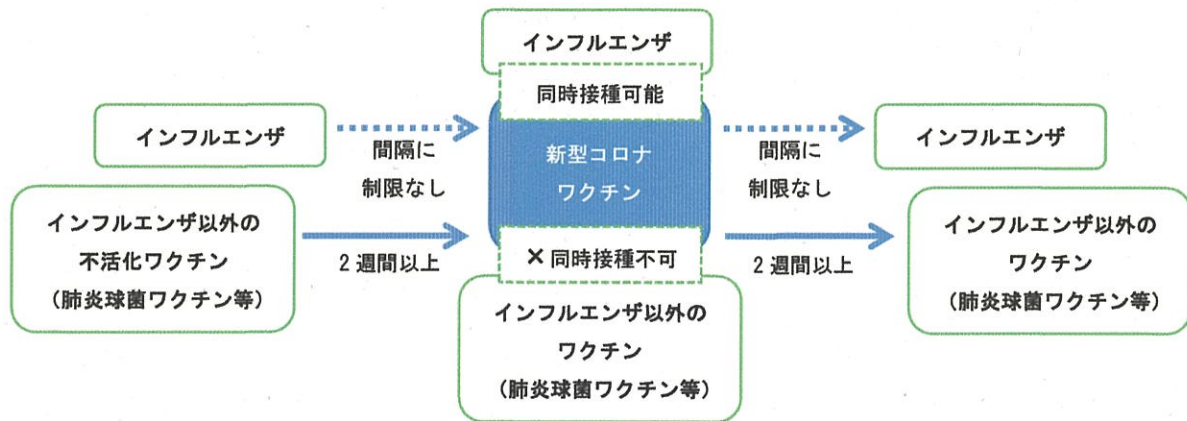 インフルエンザ
同時接種可能
インフルエンザ
間隔に
制限なし
新型コロナ
ワクチン
間隔に
制限なし
インフルエンザ
インフルエンザ以外の
不活化ワクチン
（肺炎球菌ワクチン等）
2週間以上
×同時接種不可
インフルエンザ以外の
ワクチン
（肺炎球菌ワクチン等）
2週間以上
インフルエンザ以外の
ワクチン
（肺炎球菌ワクチン等）